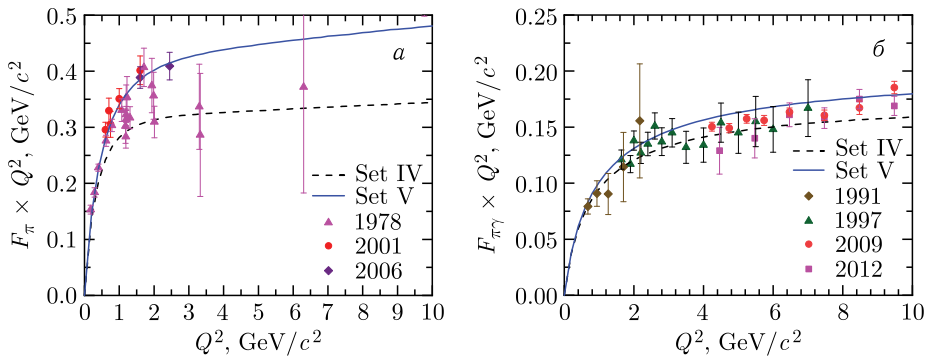 0.5
0.4
0.3
0.2
0.1
0.0
F_π × Q², GeV/c²
а
Set IV
Set V
1978
2001
2006
0 1 2 3 4 5 6 7 8 9 10
Q², GeV/c²
0.25
0.20
0.15
0.10
0.05
0.00
F_πγ × Q², GeV/c²
б
Set IV
Set V
1991
1997
2009
2012
0 2 4 6 8 10
Q², GeV/c²